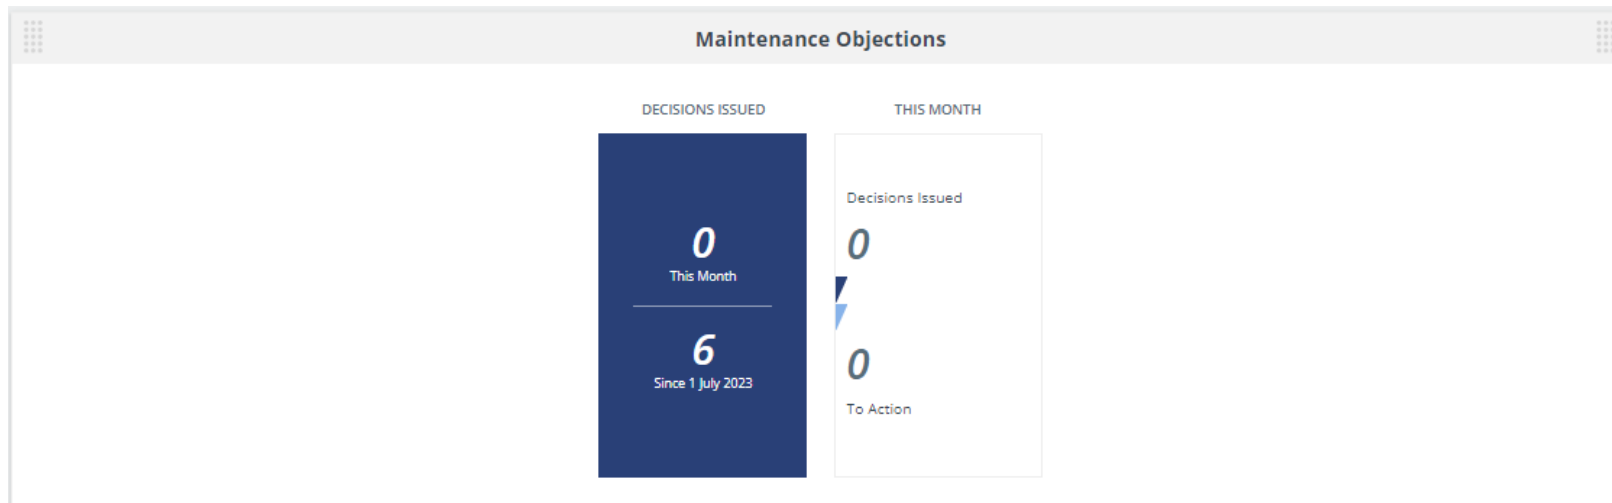 Maintenance Objections
DECISIONS ISSUED
0
This Month
6
Since 1 July 2023
THIS MONTH
Decisions Issued
0
0
To Action